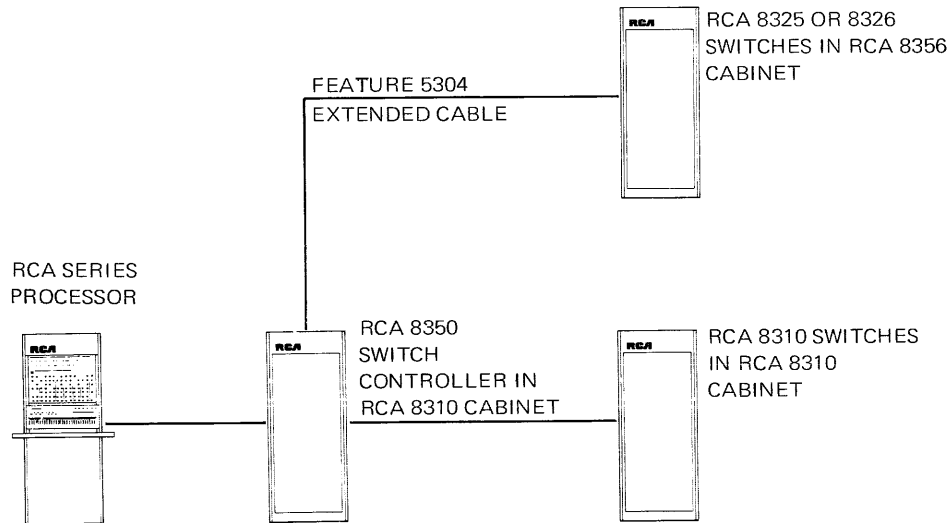 RCA
RCA 8325 OR 8326
SWITCHES IN RCA 8356
CABINET
FEATURE 5304
EXTENDED CABLE
RCA SERIES
PROCESSOR
RCA
RCA
RCA 8350
SWITCH
CONTROLLER IN
RCA 8310 CABINET
RCA
RCA 8310 SWITCHES
IN RCA 8310
CABINET